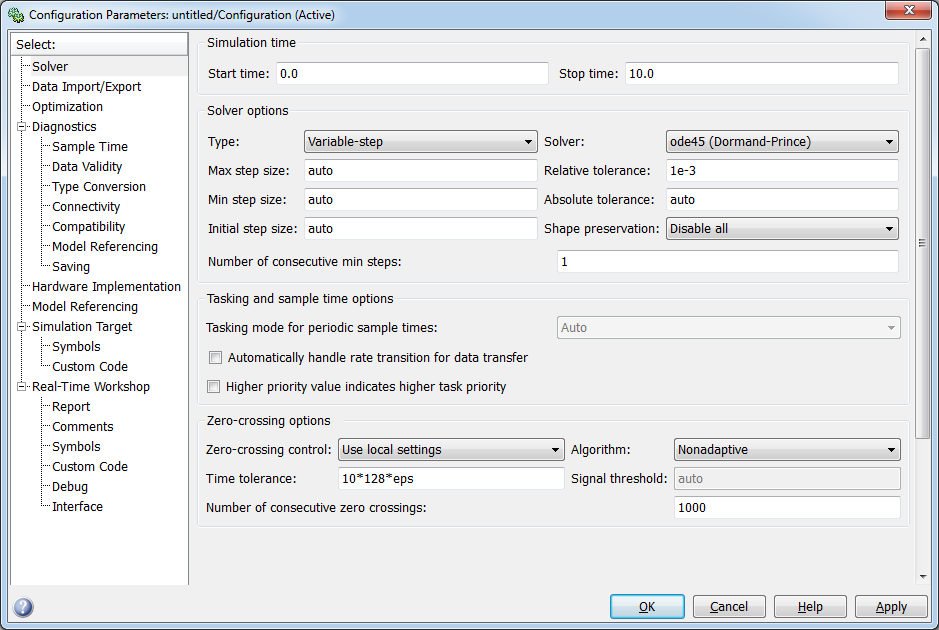 Configuration Parameters: untitled/Configuration (Active)
Select:
Solver
Data Import/Export
Optimization
Diagnostics
Sample Time
Data Validity
Type Conversion
Connectivity
Compatibility
Model Referencing
Saving
Hardware Implementation
Model Referencing
Simulation Target
Symbols
Custom Code
Real-Time Workshop
Report
Comments
Symbols
Custom Code
Debug
Interface
Simulation time
Start time: 0.0 Stop time: 10.0
Solver options
Type: Variable-step Solver: ode45 (Dormand-Prince)
Max step size: auto Relative tolerance: 1e-3
Min step size: auto Absolute tolerance: auto
Initial step size: auto Shape preservation: Disable all
Number of consecutive min steps: 1
Tasking and sample time options
Tasking mode for periodic sample times: Auto
Automatically handle rate transition for data transfer
Higher priority value indicates higher task priority
Zero-crossing options
Zero-crossing control: Use local settings Algorithm: Nonadaptive
Time tolerance: 10*128*eps Signal threshold: auto
Number of consecutive zero crossings: 1000
OK Cancel Help Apply